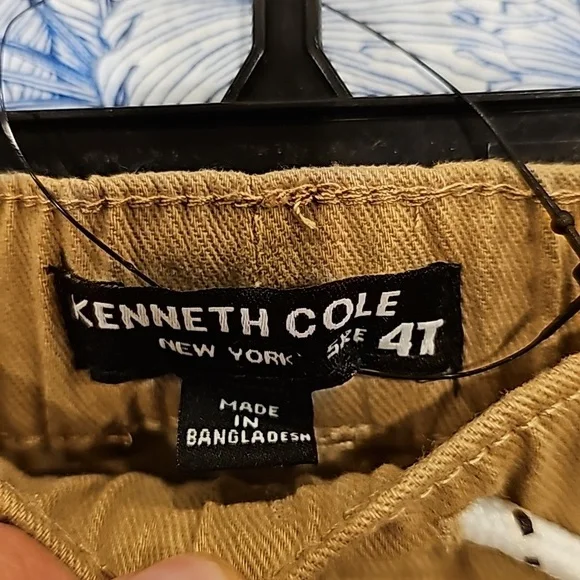 KENNETH COLE
NEW YORK SIZE 4T
MADE
IN
BANGLADESH